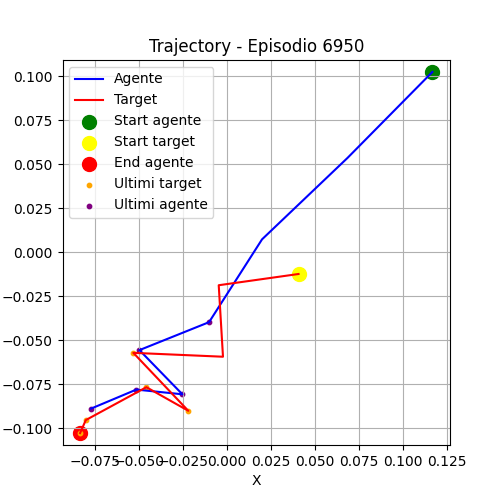 Trajectory - Episodio 6950
Agente
Target
Start agente
Start target
End agente
Ultimi target
Ultimi agente
0.100
0.075
0.050
0.025
0.000
−0.025
−0.050
−0.075
−0.100
−0.075 −0.050 −0.025 0.000 0.025 0.050 0.075 0.100 0.125
X